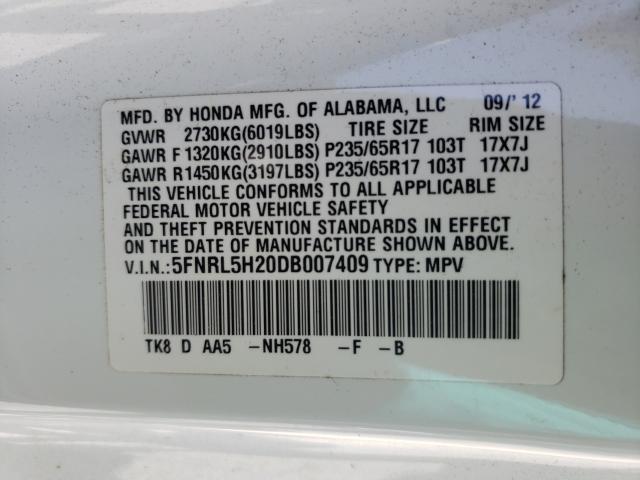 MFD. BY HONDA MFG. OF ALABAMA, LLC 09/' 12
GVWR 2730KG(6019LBS) TIRE SIZE RIM SIZE
GAWR F 1320KG(2910LBS) P235/65R17 103T 17X7J
GAWR R1450KG(3197LBS) P235/65R17 103T 17X7J
THIS VEHICLE CONFORMS TO ALL APPLICABLE
FEDERAL MOTOR VEHICLE SAFETY
AND THEFT PREVENTION STANDARDS IN EFFECT
ON THE DATE OF MANUFACTURE SHOWN ABOVE.
V.I.N.:5FNRL5H20DB007409 TYPE: MPV
TK8 D AA5 -NH578 -F -B